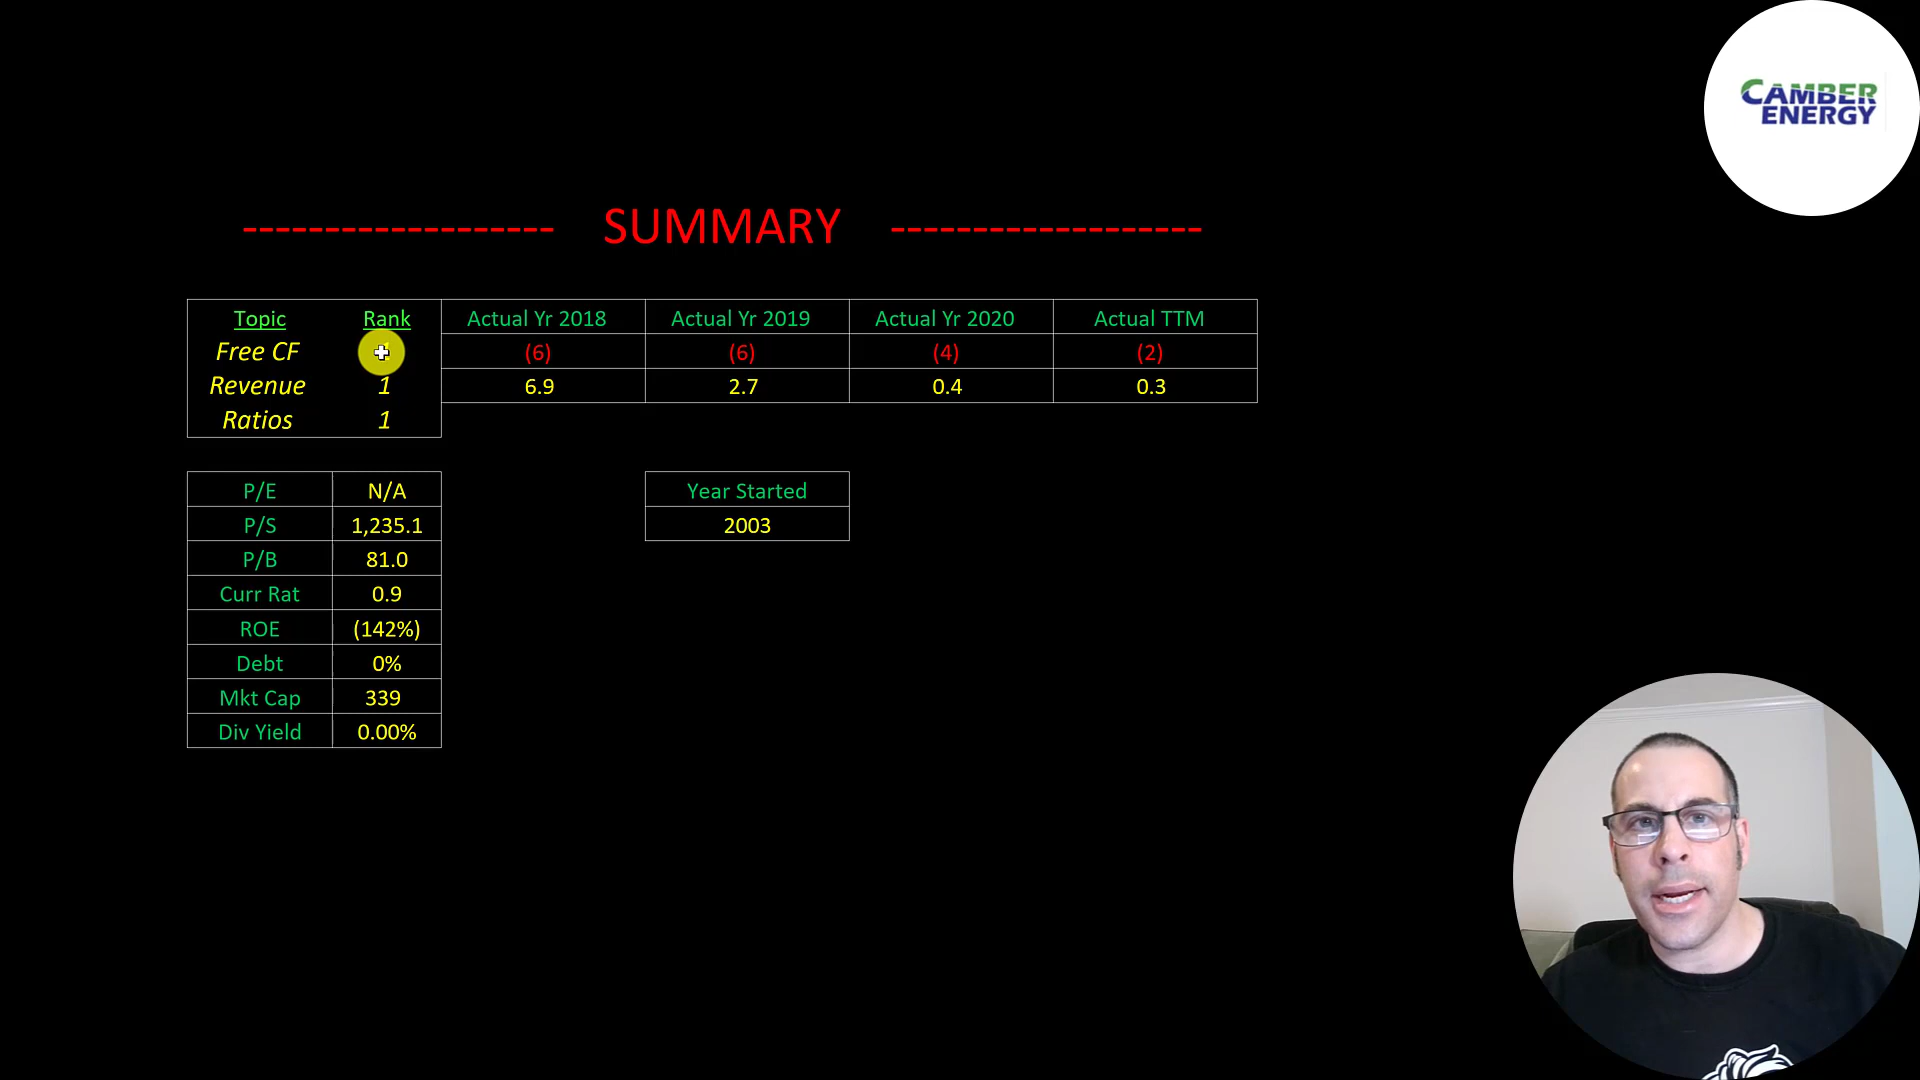 CAMBER
ENERGY
------------------- SUMMARY -------------------
Topic Rank Actual Yr 2018 Actual Yr 2019 Actual Yr 2020 Actual TTM
Free CF (6) (6) (4) (2)
Revenue 1 6.9 2.7 0.4 0.3
Ratios 1
P/E N/A Year Started
P/S 1,235.1 2003
P/B 81.0
Curr Rat 0.9
ROE (142%)
Debt 0%
Mkt Cap 339
Div Yield 0.00%